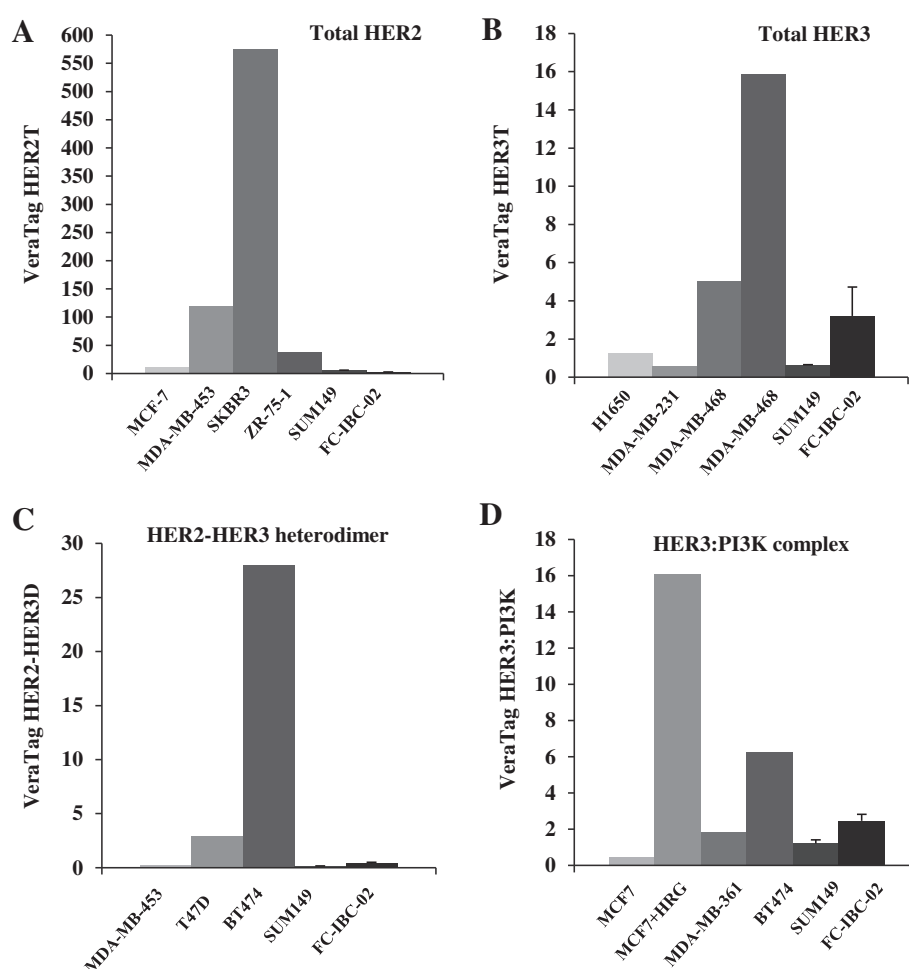 A
Total HER2
VeraTag HER2T
600
550
500
450
400
350
300
250
200
150
100
50
0
MCF-7
MDA-MB-453
SKBR3
ZR-75-1
SUM149
FC-IBC-02
B
Total HER3
VeraTag HER3T
18
16
14
12
10
8
6
4
2
0
H1650
MDA-MB-231
MDA-MB-468
MDA-MB-468
SUM149
FC-IBC-02
C
HER2-HER3 heterodimer
VeraTag HER2-HER3D
30
25
20
15
10
5
0
MDA-MB-453
T47D
BT474
SUM149
FC-IBC-02
D
HER3:PI3K complex
VeraTag HER3:PI3K
18
16
14
12
10
8
6
4
2
0
MCF7
MCF7+HRG
MDA-MB-361
BT474
SUM149
FC-IBC-02